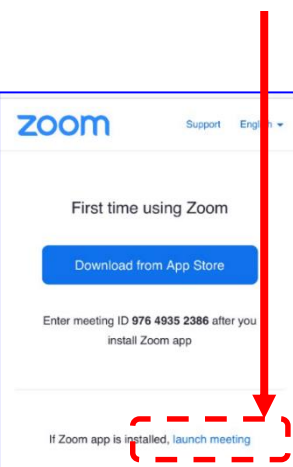 zoom
Support English
First time using Zoom
Download from App Store
Enter meeting ID 976 4935 2386 after you
install Zoom app
If Zoom app is installed, launch meeting